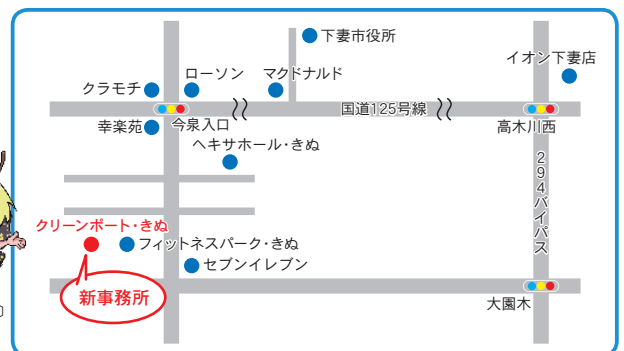 下妻市役所
イオン下妻店
ローソン
マクドナルド
クラモチ
国道125号線
幸楽苑
今泉入口
高木川西
ヘキサホール・きぬ
294バイパス
クリーンポート・きぬ
フィットネスパーク・きぬ
セブンイレブン
新事務所
大園木